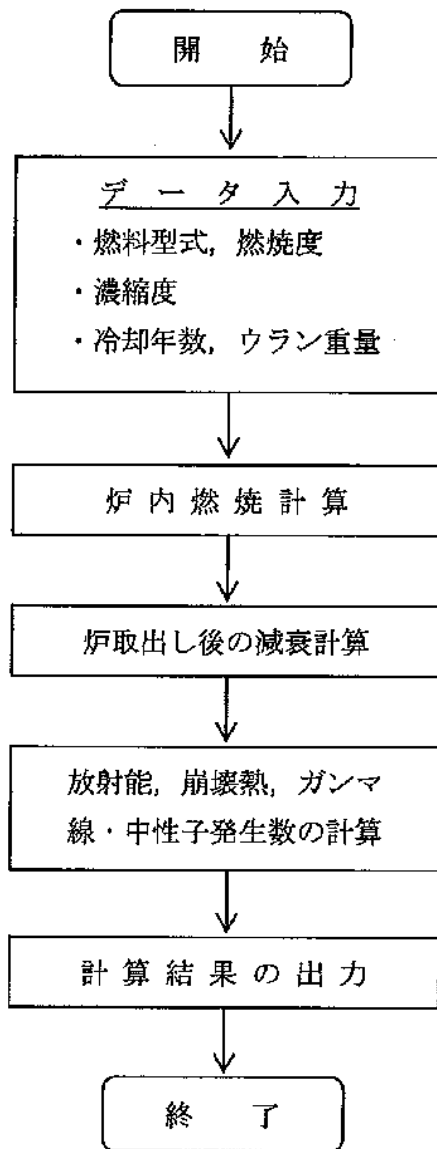 開　始
データ入力
・燃料型式，燃焼度
・濃縮度
・冷却年数，ウラン重量
炉内燃焼計算
炉取出し後の減衰計算
放射能，崩壊熱，ガンマ
線・中性子発生数の計算
計算結果の出力
終　了